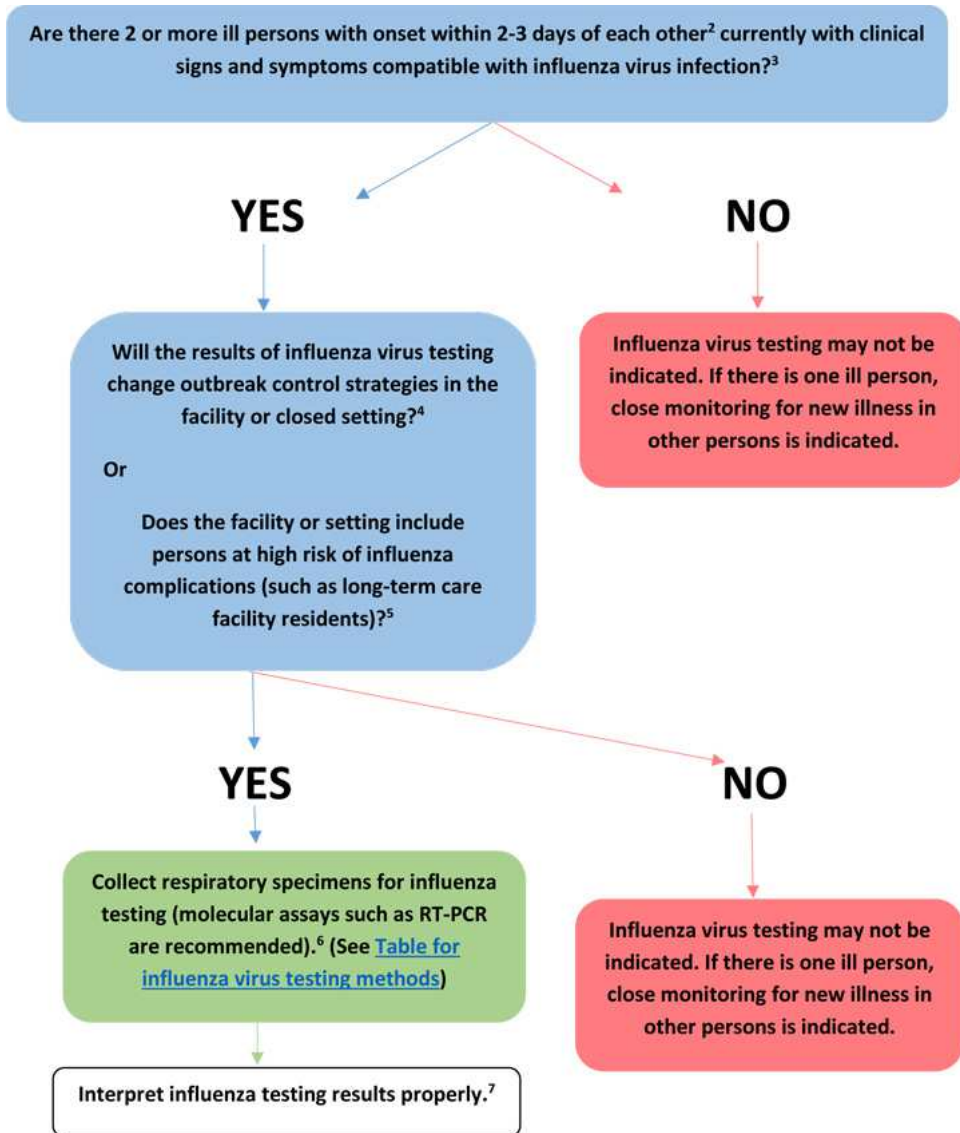 Are there 2 or more ill persons with onset within 2-3 days of each other² currently with clinical
signs and symptoms compatible with influenza virus infection?³
YES
NO
Will the results of influenza virus testing
change outbreak control strategies in the
facility or closed setting?⁴
Or
Does the facility or setting include
persons at high risk of influenza
complications (such as long-term care
facility residents)?⁵
Influenza virus testing may not be
indicated. If there is one ill person,
close monitoring for new illness in
other persons is indicated.
YES
NO
Collect respiratory specimens for influenza
testing (molecular assays such as RT-PCR
are recommended).⁶ (See Table for
influenza virus testing methods)
Influenza virus testing may not be
indicated. If there is one ill person,
close monitoring for new illness in
other persons is indicated.
Interpret influenza testing results properly.⁷